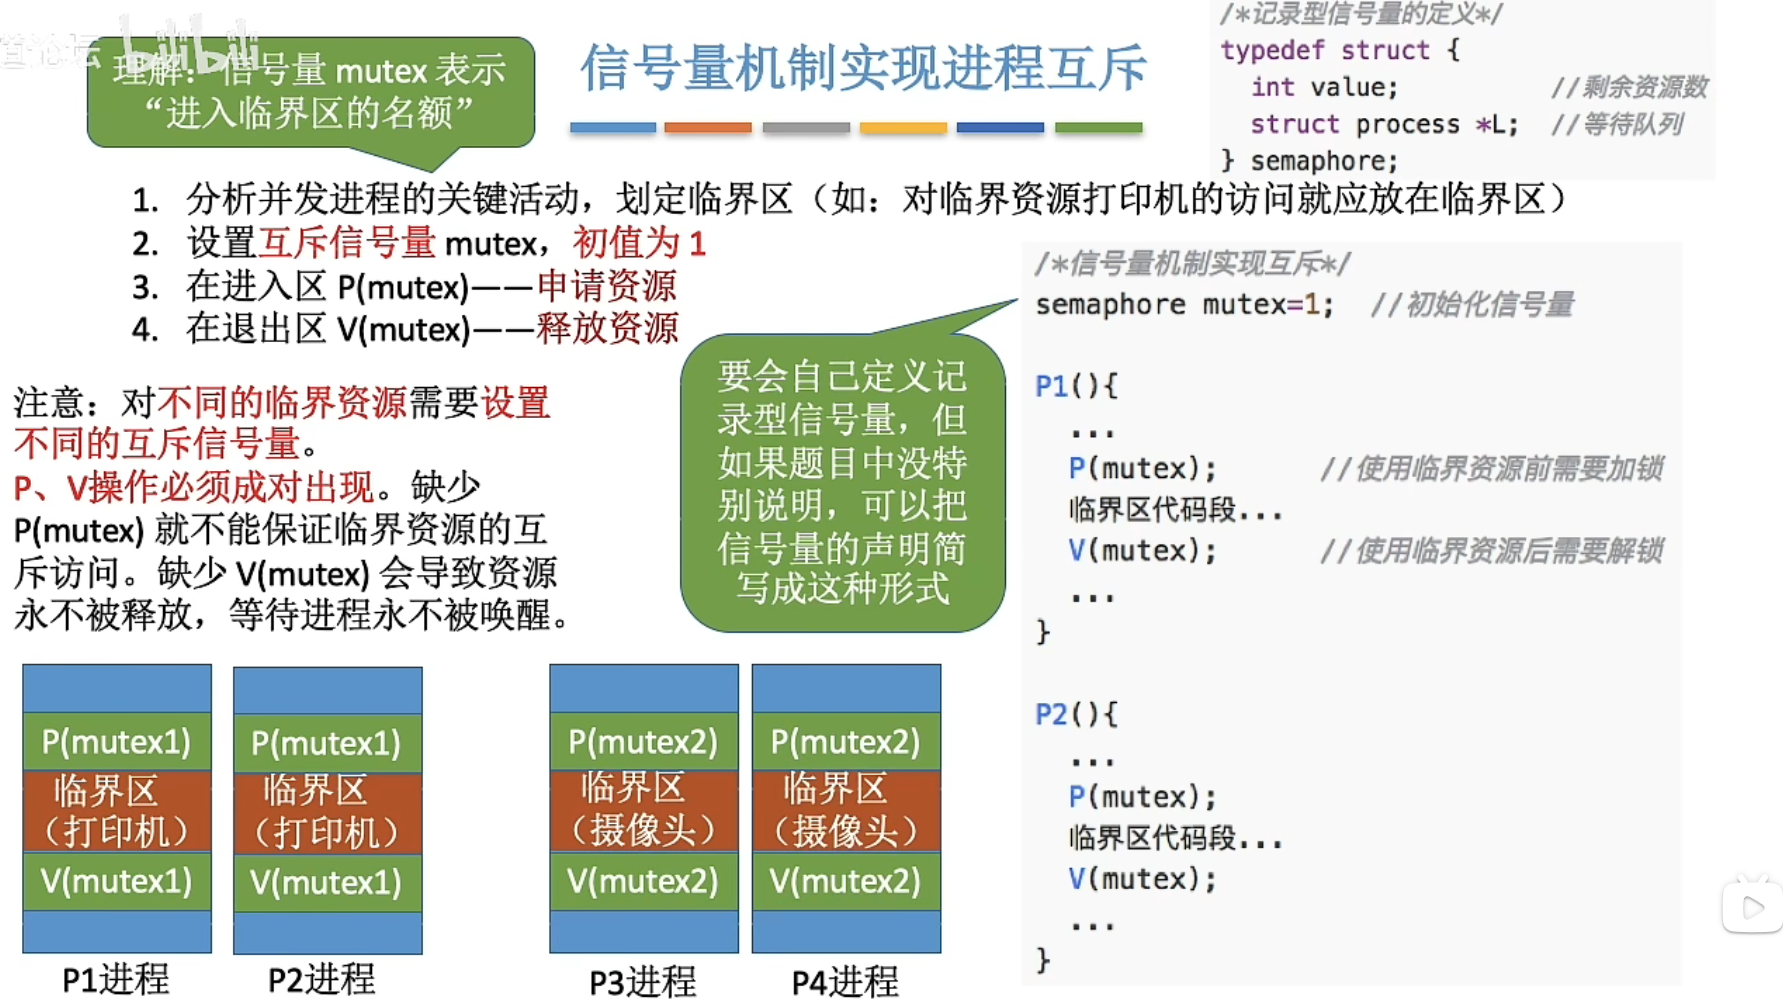 道论坛 bilibili
理解：信号量 mutex 表示
“进入临界区的名额”
信号量机制实现进程互斥
/*记录型信号量的定义*/
typedef struct {
int value; //剩余资源数
struct process *L; //等待队列
} semaphore;
1. 分析并发进程的关键活动，划定临界区（如：对临界资源打印机的访问就应放在临界区）
2. 设置互斥信号量 mutex，初值为 1
3. 在进入区 P(mutex)——申请资源
4. 在退出区 V(mutex)——释放资源
注意：对不同的临界资源需要设置
不同的互斥信号量。
P、V操作必须成对出现。缺少
P(mutex) 就不能保证临界资源的互
斥访问。缺少 V(mutex) 会导致资源
永不被释放，等待进程永不被唤醒。
要会自己定义记
录型信号量，但
如果题目中没特
别说明，可以把
信号量的声明简
写成这种形式
/*信号量机制实现互斥*/
semaphore mutex=1; //初始化信号量
P1(){
...
P(mutex); //使用临界资源前需要加锁
临界区代码段...
V(mutex); //使用临界资源后需要解锁
...
}
P2(){
...
P(mutex);
临界区代码段...
V(mutex);
...
}
P(mutex1)
临界区
（打印机）
V(mutex1)
P1进程
P(mutex1)
临界区
（打印机）
V(mutex1)
P2进程
P(mutex2)
临界区
（摄像头）
V(mutex2)
P3进程
P(mutex2)
临界区
（摄像头）
V(mutex2)
P4进程